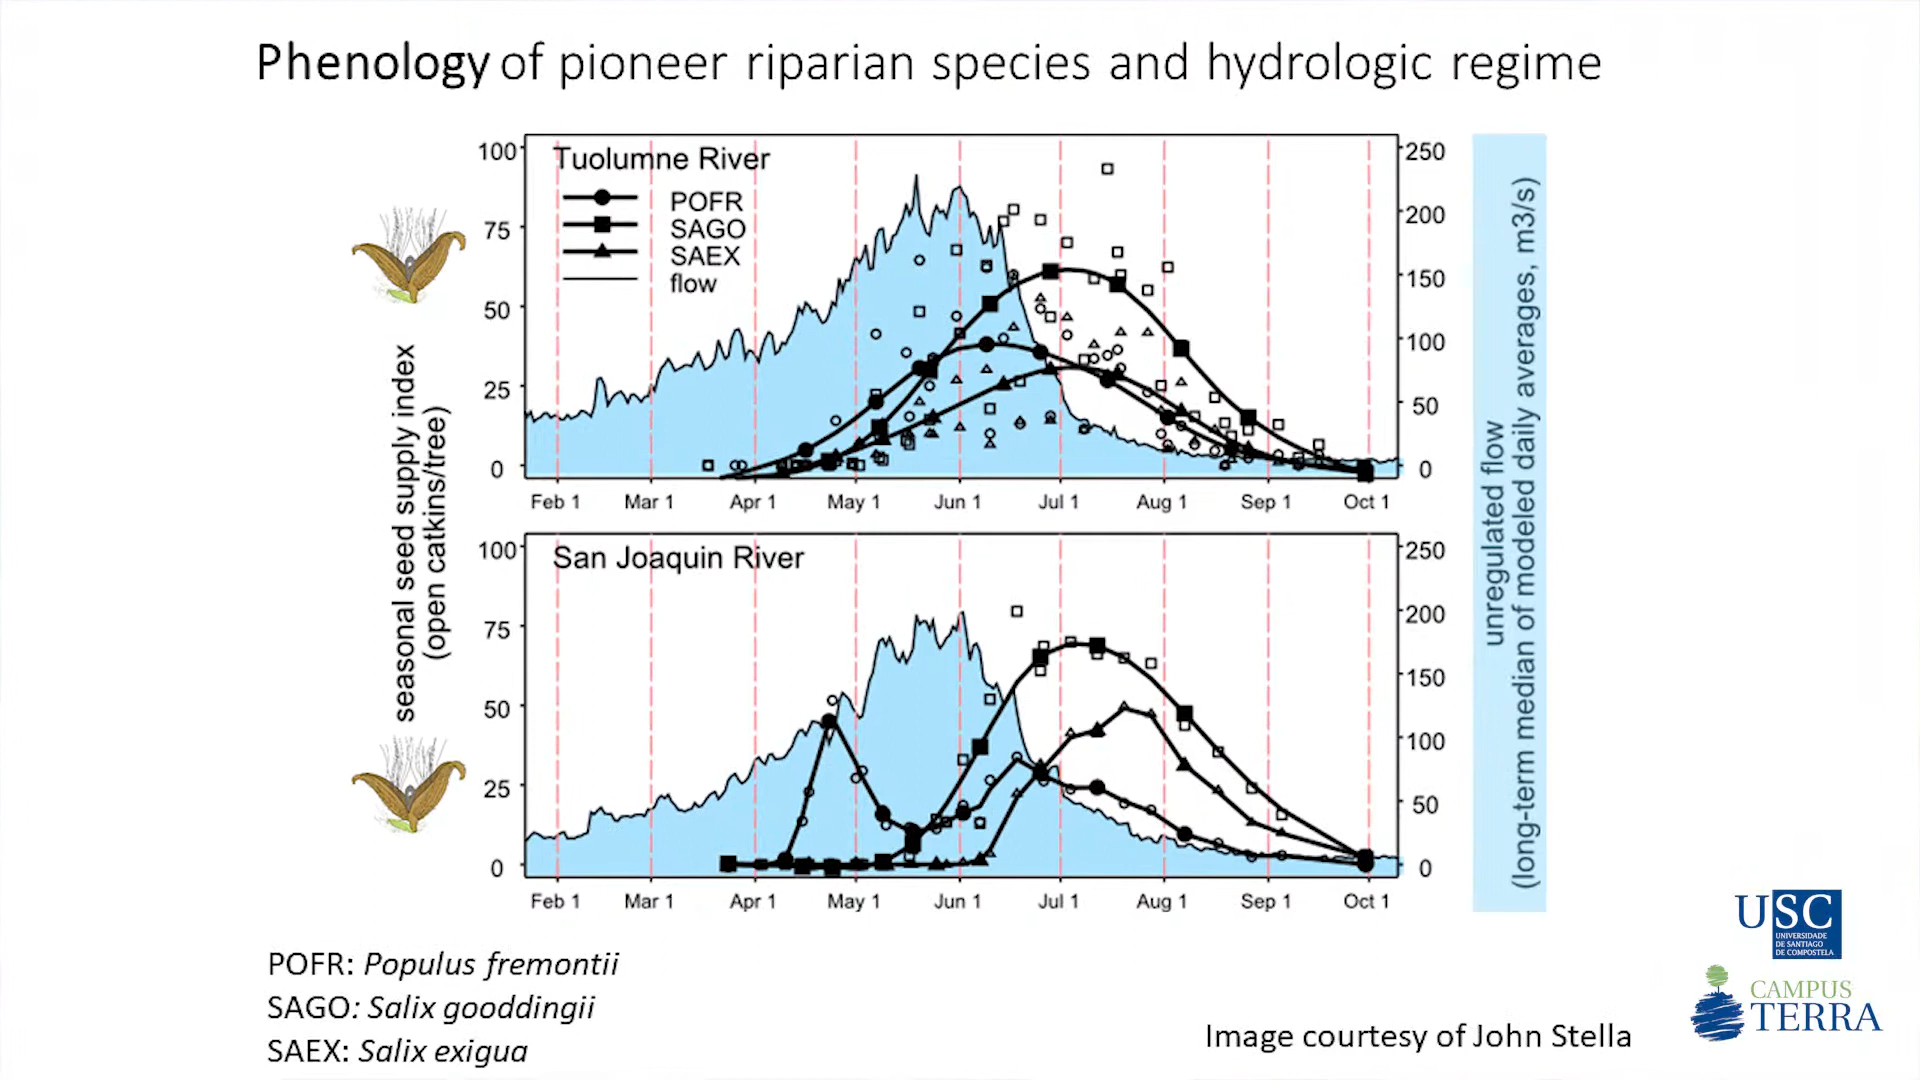 Phenology of pioneer riparian species and hydrologic regime
seasonal seed supply index
(open catkins/tree)
Tuolumne River
POFR
SAGO
SAEX
flow
100
75
50
25
0
250
200
150
100
50
0
Feb 1 Mar 1 Apr 1 May 1 Jun 1 Jul 1 Aug 1 Sep 1 Oct 1
San Joaquin River
100
75
50
25
0
250
200
150
100
50
0
Feb 1 Mar 1 Apr 1 May 1 Jun 1 Jul 1 Aug 1 Sep 1 Oct 1
unregulated flow
(long-term median of modeled daily averages, m3/s)
POFR: Populus fremontii
SAGO: Salix gooddingii
SAEX: Salix exigua
Image courtesy of John Stella
USC
UNIVERSIDADE
DE SANTIAGO
DE COMPOSTELA
CAMPUS
TERRA